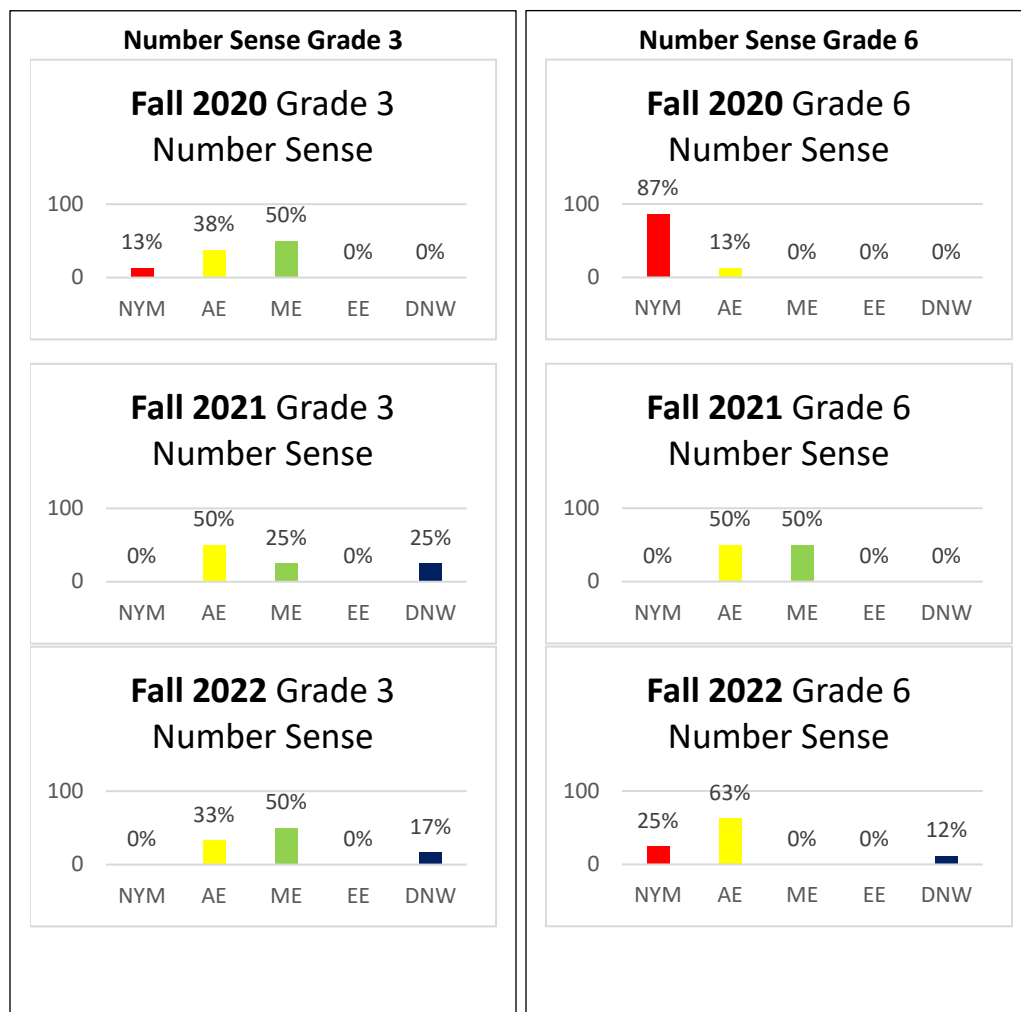 Number Sense Grade 3
Fall 2020 Grade 3
Number Sense
100
0
13%
38%
50%
0%
0%
NYM AE ME EE DNW
Fall 2021 Grade 3
Number Sense
100
0
0%
50%
25%
0%
25%
NYM AE ME EE DNW
Fall 2022 Grade 3
Number Sense
100
0
0%
33%
50%
0%
17%
NYM AE ME EE DNW
Number Sense Grade 6
Fall 2020 Grade 6
Number Sense
100
0
87%
13%
0%
0%
0%
NYM AE ME EE DNW
Fall 2021 Grade 6
Number Sense
100
0
0%
50%
50%
0%
0%
NYM AE ME EE DNW
Fall 2022 Grade 6
Number Sense
100
0
25%
63%
0%
0%
12%
NYM AE ME EE DNW